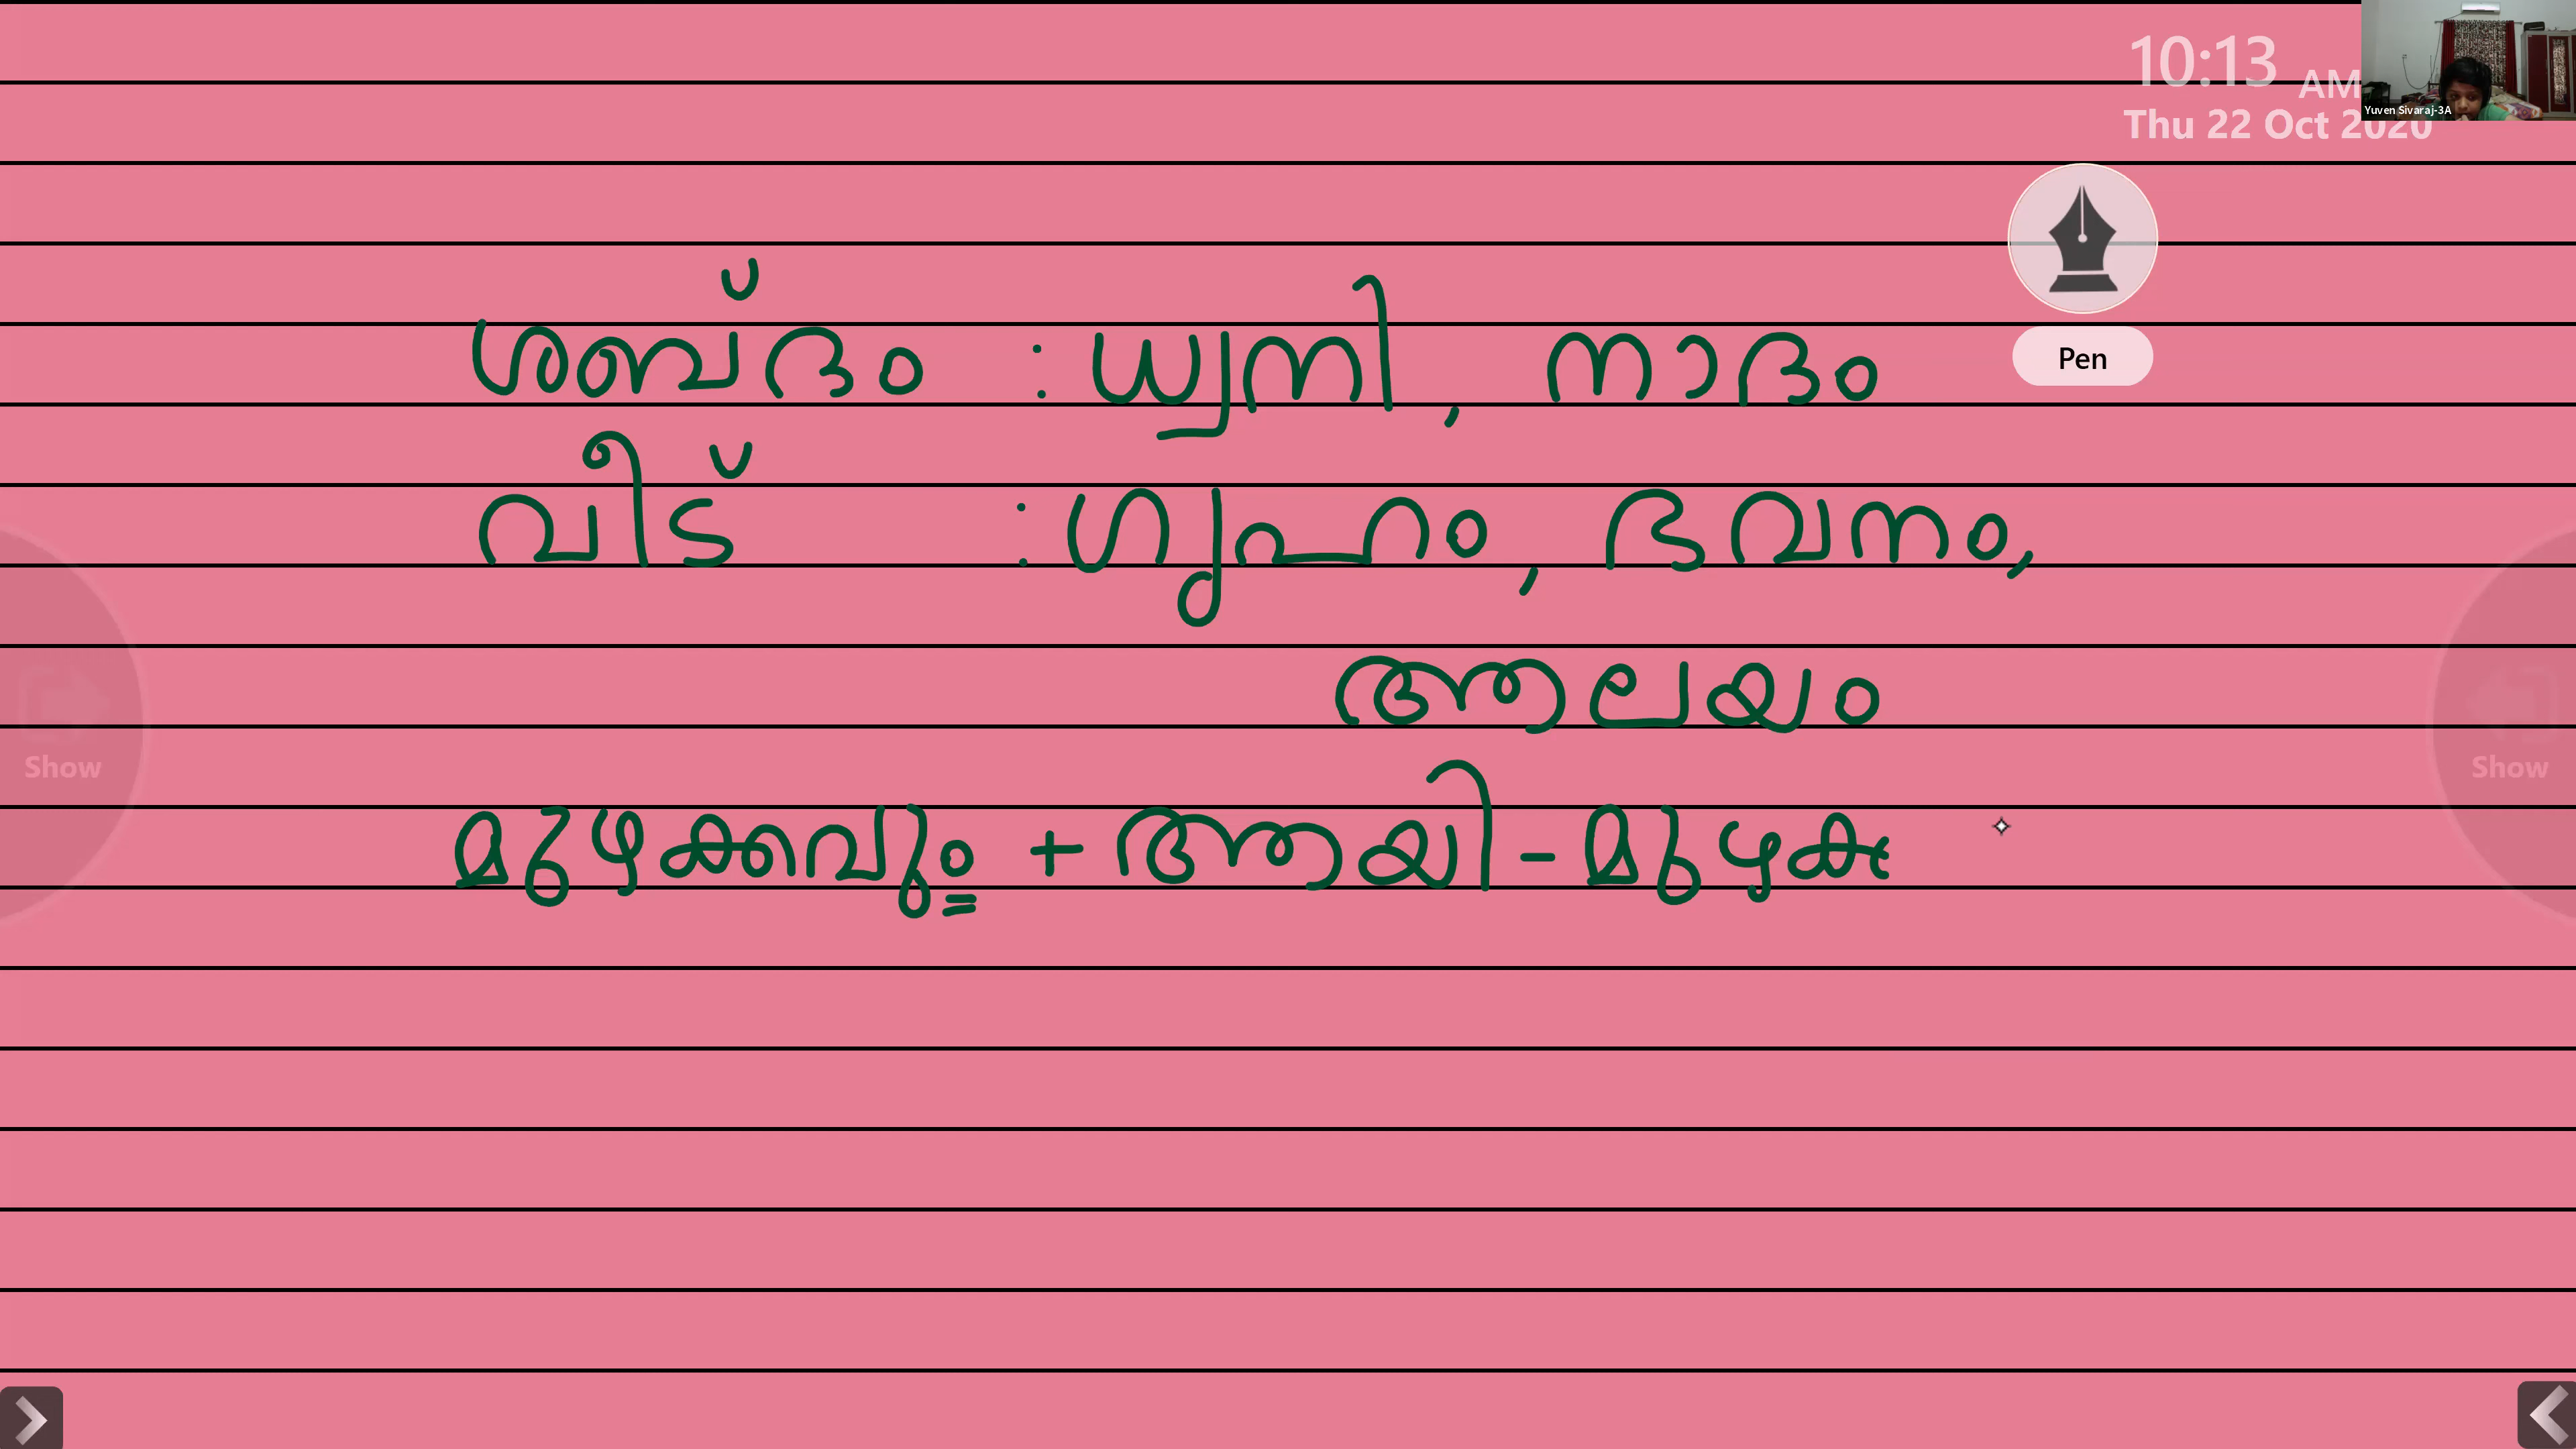 10:13 AM
Thu 22 Oct 2020
Yuven Sivaraj-3A
Pen
ശബ്ദം : ധ്വനി, നാദം
വീട് : ഗൃഹം, ഭവനം,
ആലയം
Show
Show
മുഴക്കവും + ആയി - മുഴക്ക